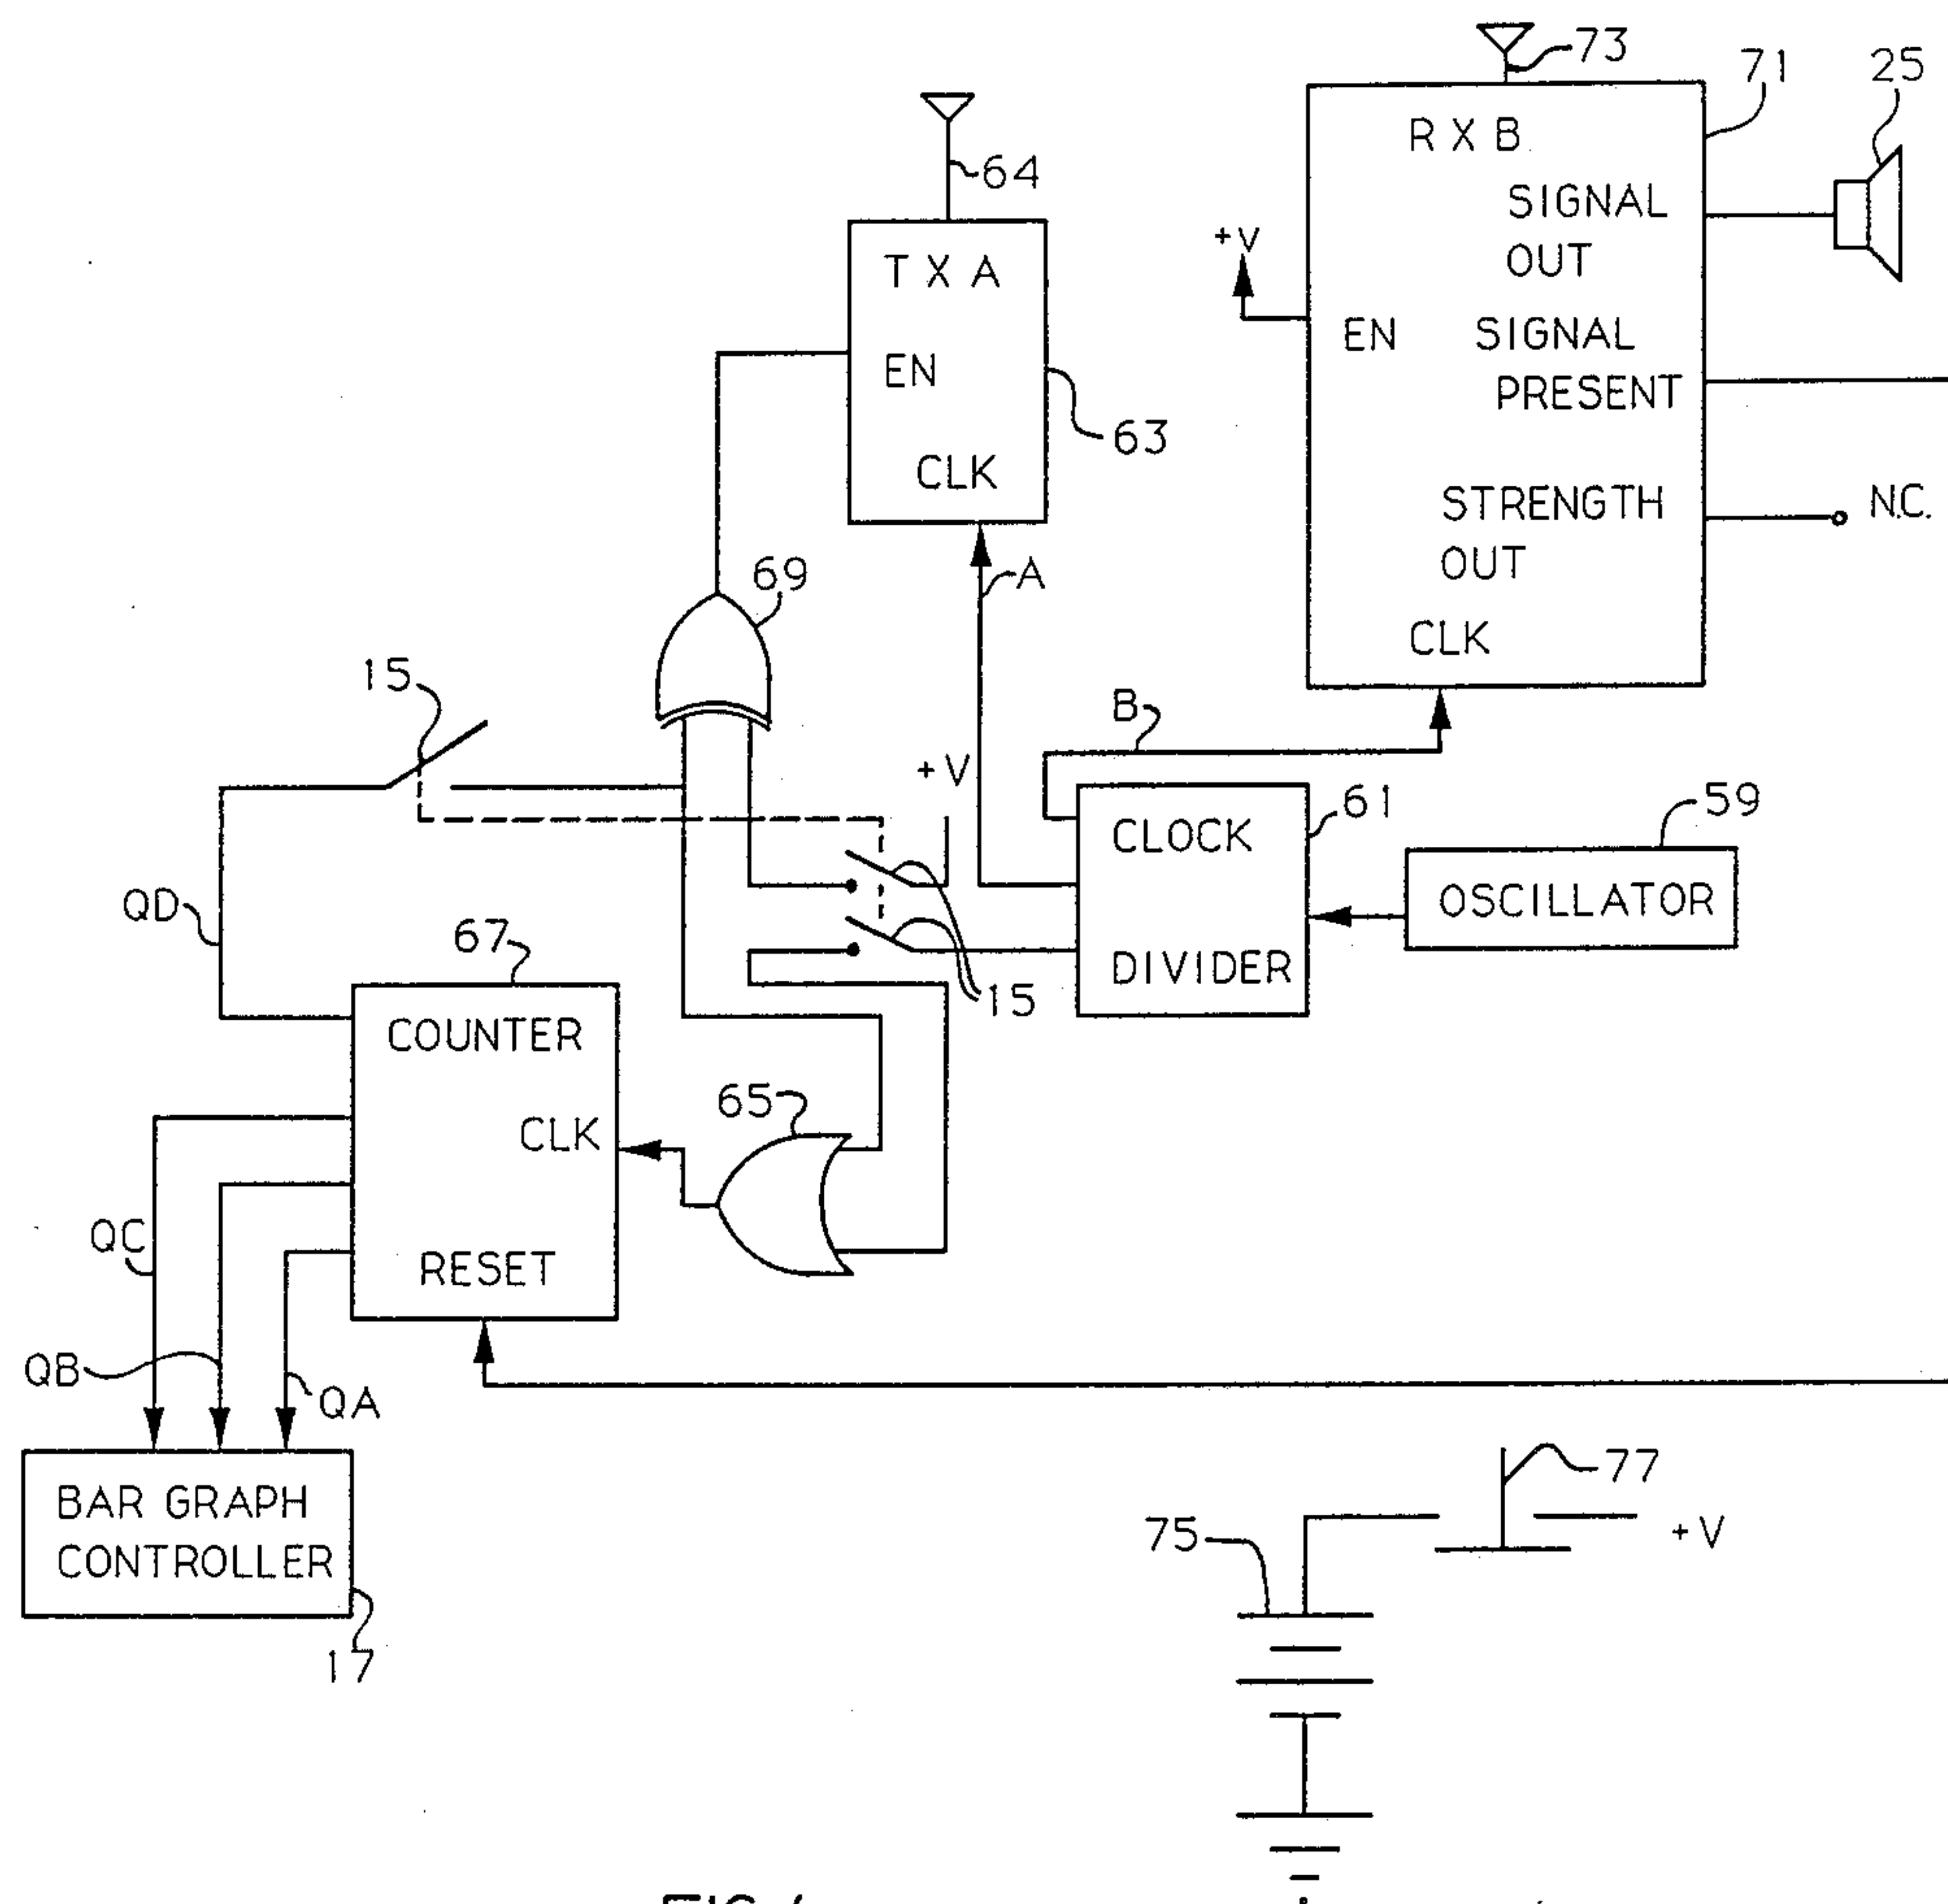 73
71
25
64
R X B
SIGNAL
OUT
+V
T X A
EN
SIGNAL
PRESENT
EN
CLK
63
STRENGTH
OUT
N.C.
A
69
CLK
15
B
+V
61
59
CLOCK
DIVIDER
OSCILLATOR
QD
67
15
COUNTER
CLK
RESET
65
QC
QB
QA
BAR GRAPH
CONTROLLER
17
77
75
+V